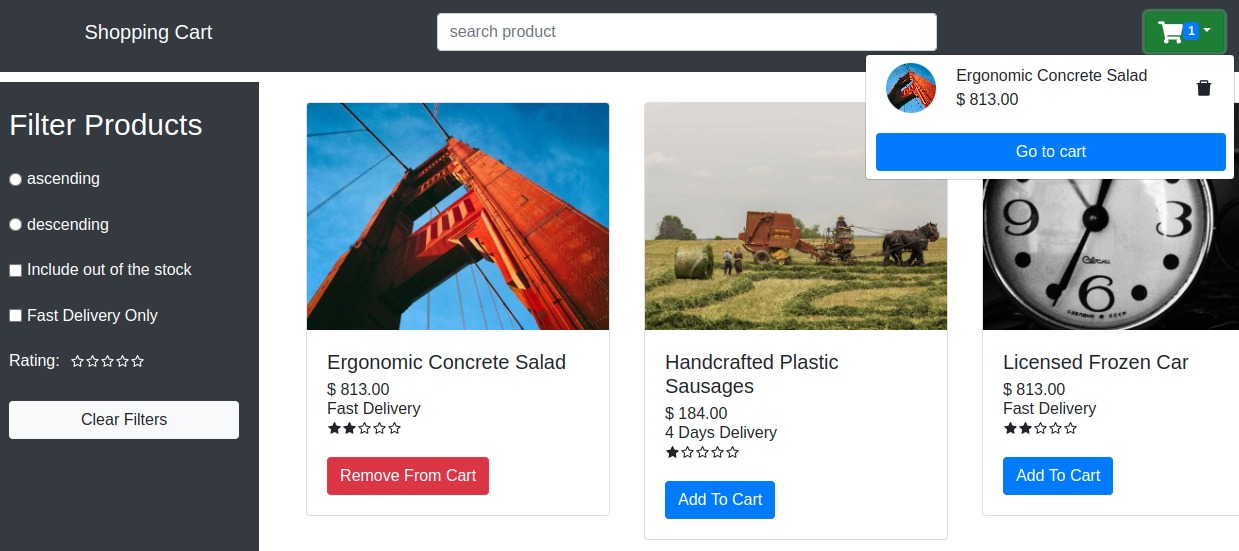 Shopping Cart
search product
1
Ergonomic Concrete Salad
$ 813.00
Go to cart
Filter Products
ascending
descending
Include out of the stock
Fast Delivery Only
Rating:
Clear Filters
Ergonomic Concrete Salad
$ 813.00
Fast Delivery
Remove From Cart
Handcrafted Plastic
Sausages
$ 184.00
4 Days Delivery
Add To Cart
9
3
6
Licensed Frozen Car
$ 813.00
Fast Delivery
Add To Cart